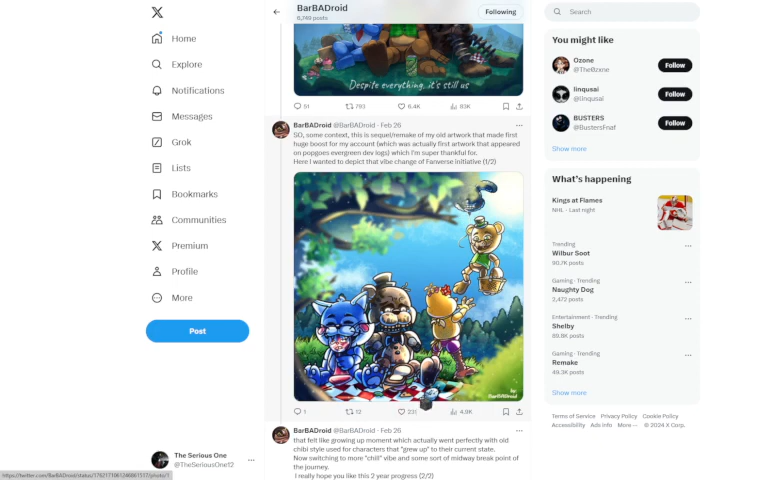 BarBADroid
6,749 posts
Following
Search
Home
Explore
Notifications
Messages
Grok
Lists
Bookmarks
Communities
Premium
Profile
More
Post
The Serious One
@TheSeriousOne12
Despite everything, it's still us
51
793
6.4K
83K
BarBADroid @BarBADroid · Feb 26
SO, some context, this is sequel/remake of my old artwork that made first
huge boost for my account (which was actually first artwork that appeared
on popgoes evergreen dev logs) which I'm super thankful for.
Here I wanted to depict that vibe change of Fanverse initiative (1/2)
by:
BarBADroid
1
12
231
4.9K
BarBADroid @BarBADroid · Feb 26
that felt like growing up moment which actually went perfectly with old
chibi style used for characters that "grew up" to their current state.
Now switching to more "chill" vibe and some sort of midway break point of
the journey.
I really hope you like this 2 year progress (2/2)
You might like
Ozone
@The0zxne
Follow
linqusal
@linqusal
Follow
BUSTERS
@BustersFnaf
Follow
Show more
What's happening
Kings at Flames
NHL · Last night
Trending
Wilbur Soot
90.7K posts
Gaming · Trending
Naughty Dog
2,472 posts
Entertainment · Trending
Shelby
89.8K posts
Gaming · Trending
Remake
49.3K posts
Show more
Terms of Service Privacy Policy Cookie Policy
Accessibility Ads info More ··· © 2024 X Corp.